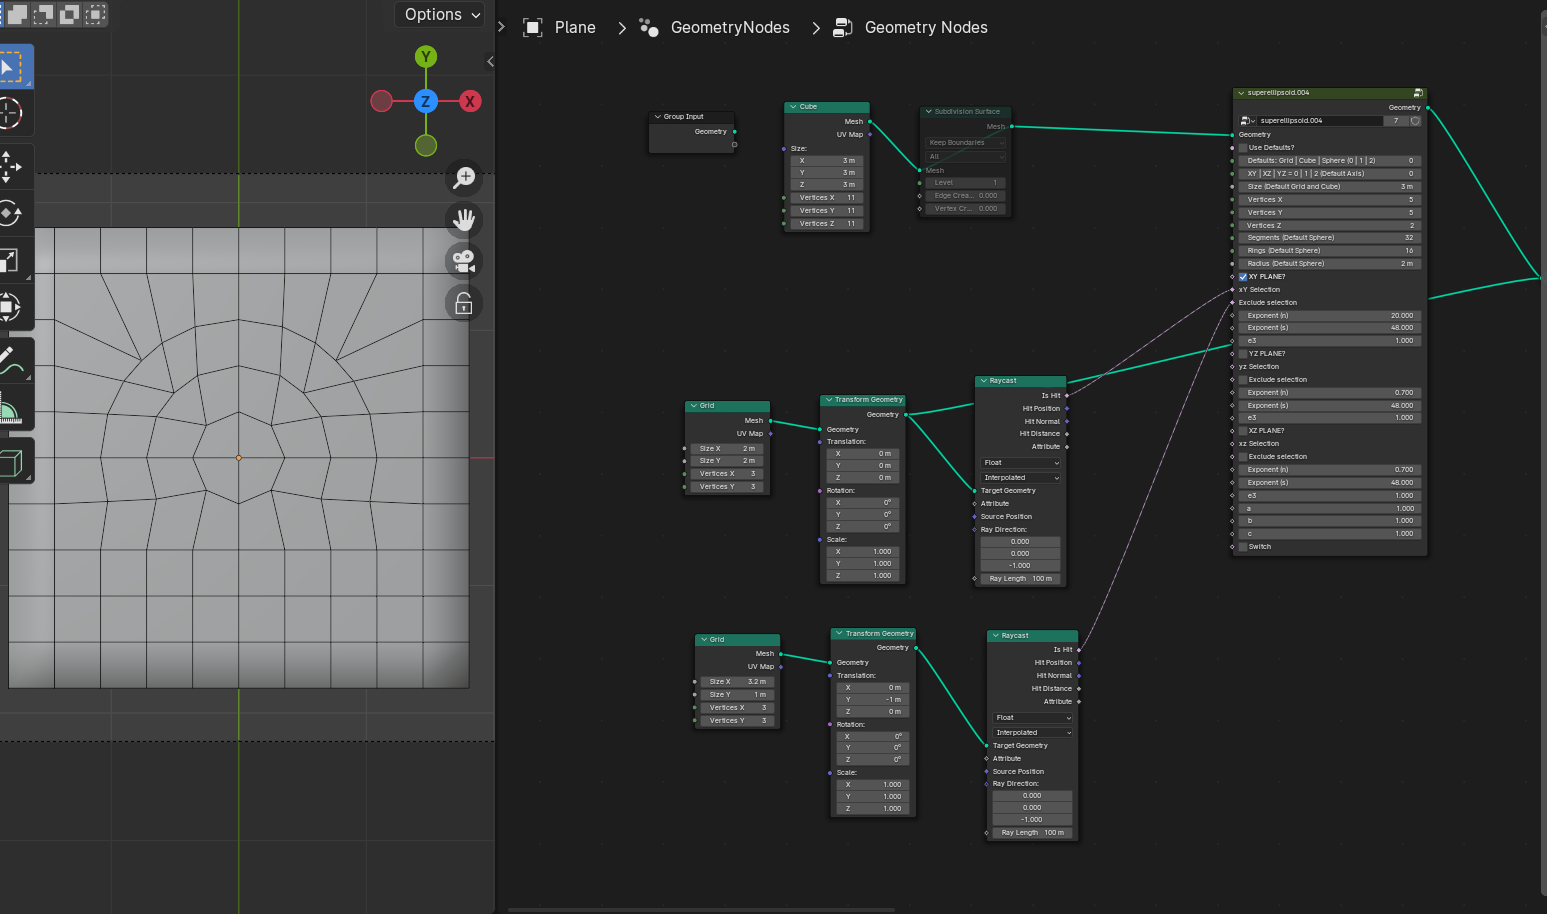 Options
Plane
GeometryNodes
Geometry Nodes
Y
Z
X
Group Input
Geometry
Cube
Mesh
UV Map
Size:
X 3 m
Y 3 m
Z 3 m
Vertices X 11
Vertices Y 11
Vertices Z 11
Subdivision Surface
Mesh
Keep Boundaries
All
Mesh
Level 1
Edge Crea... 0.000
Vertex Cr... 0.000
superellipsoid.004
Geometry
superellipsoid.004 7
Geometry
Use Defaults?
Defaults: Grid | Cube | Sphere (0 | 1 | 2) 0
XY | XZ | YZ = 0 | 1 | 2 (Default Axis) 0
Size (Default Grid and Cube) 3 m
Vertices X 5
Vertices Y 5
Vertices Z 2
Segments (Default Sphere) 32
Rings (Default Sphere) 16
Radius (Default Sphere) 2 m
XY PLANE?
xY Selection
Exclude selection
Exponent (n) 20.000
Exponent (s) 48.000
e3 1.000
YZ PLANE?
yz Selection
Exclude selection
Exponent (n) 0.700
Exponent (s) 48.000
e3 1.000
XZ PLANE?
xz Selection
Exclude selection
Exponent (n) 0.700
Exponent (s) 48.000
e3 1.000
a 1.000
b 1.000
c 1.000
Switch
Grid
Mesh
UV Map
Size X 2 m
Size Y 2 m
Vertices X 3
Vertices Y 3
Transform Geometry
Geometry
Geometry
Translation:
X 0 m
Y 0 m
Z 0 m
Rotation:
X 0°
Y 0°
Z 0°
Scale:
X 1.000
Y 1.000
Z 1.000
Raycast
Is Hit
Hit Position
Hit Normal
Hit Distance
Attribute
Float
Interpolated
Target Geometry
Attribute
Source Position
Ray Direction:
0.000
0.000
-1.000
Ray Length 100 m
Grid
Mesh
UV Map
Size X 3.2 m
Size Y 1 m
Vertices X 3
Vertices Y 3
Transform Geometry
Geometry
Geometry
Translation:
X 0 m
Y -1 m
Z 0 m
Rotation:
X 0°
Y 0°
Z 0°
Scale:
X 1.000
Y 1.000
Z 1.000
Raycast
Is Hit
Hit Position
Hit Normal
Hit Distance
Attribute
Float
Interpolated
Target Geometry
Attribute
Source Position
Ray Direction:
0.000
0.000
-1.000
Ray Length 100 m